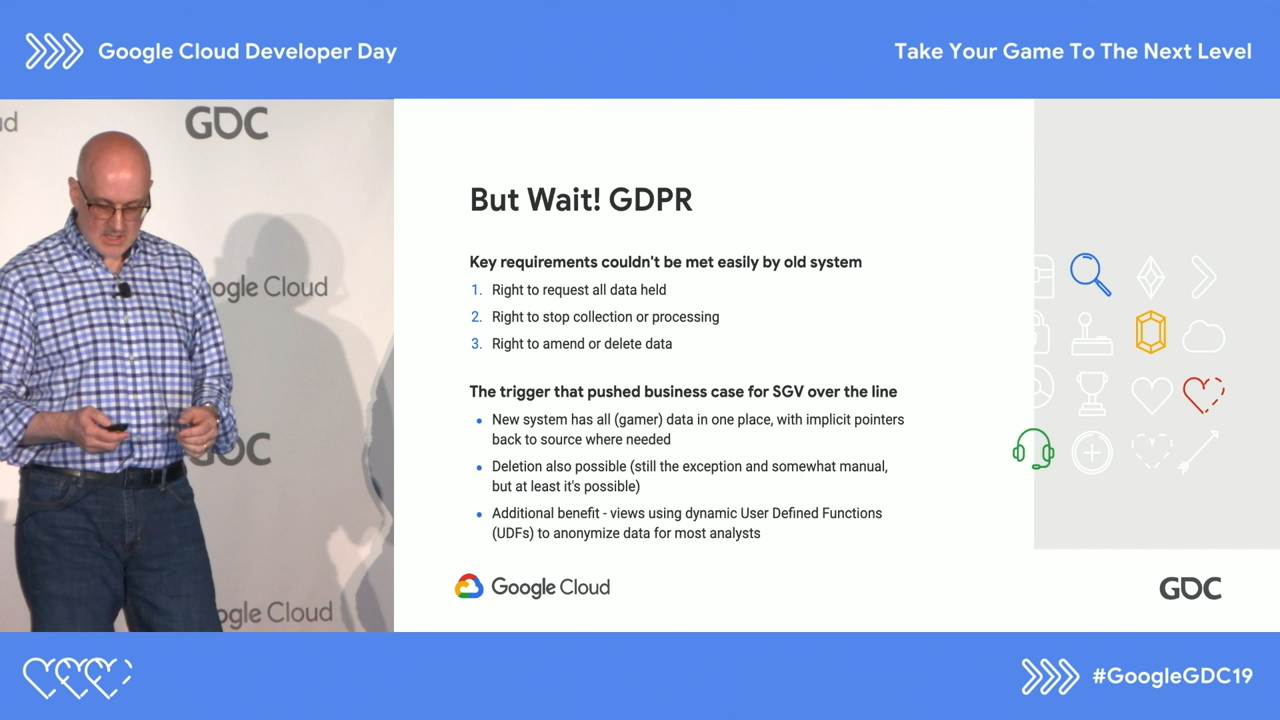 Google Cloud Developer Day
Take Your Game To The Next Level
ud
GDC
ogle Cloud
GDC
ogle Cloud
But Wait! GDPR
Key requirements couldn't be met easily by old system
1. Right to request all data held
2. Right to stop collection or processing
3. Right to amend or delete data
The trigger that pushed business case for SGV over the line
• New system has all (gamer) data in one place, with implicit pointers
back to source where needed
• Deletion also possible (still the exception and somewhat manual,
but at least it's possible)
• Additional benefit - views using dynamic User Defined Functions
(UDFs) to anonymize data for most analysts
Google Cloud
GDC
#GoogleGDC19